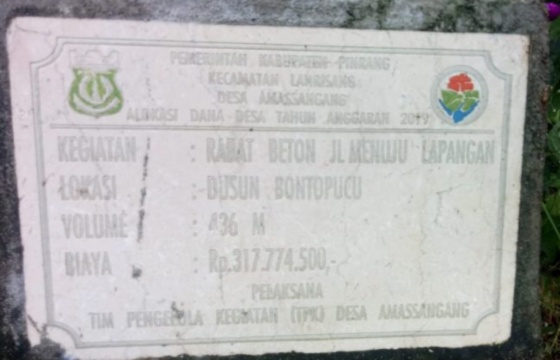 PEMERINTAH KABUPATEN PINRANG
KECAMATAN LANRISANG
DESA AMASSANGANG
ALOKASI DANA DESA TAHUN ANGGARAN 2019
KEGIATAN : RABAT BETON JL MENUJU LAPANGAN
LOKASI : DUSUN BONTOPUCU
VOLUME : 436 M
BIAYA : Rp.317.774.500,-
PELAKSANA
TIM PENGELOLA KEGIATAN (TPK) DESA AMASSANGANG